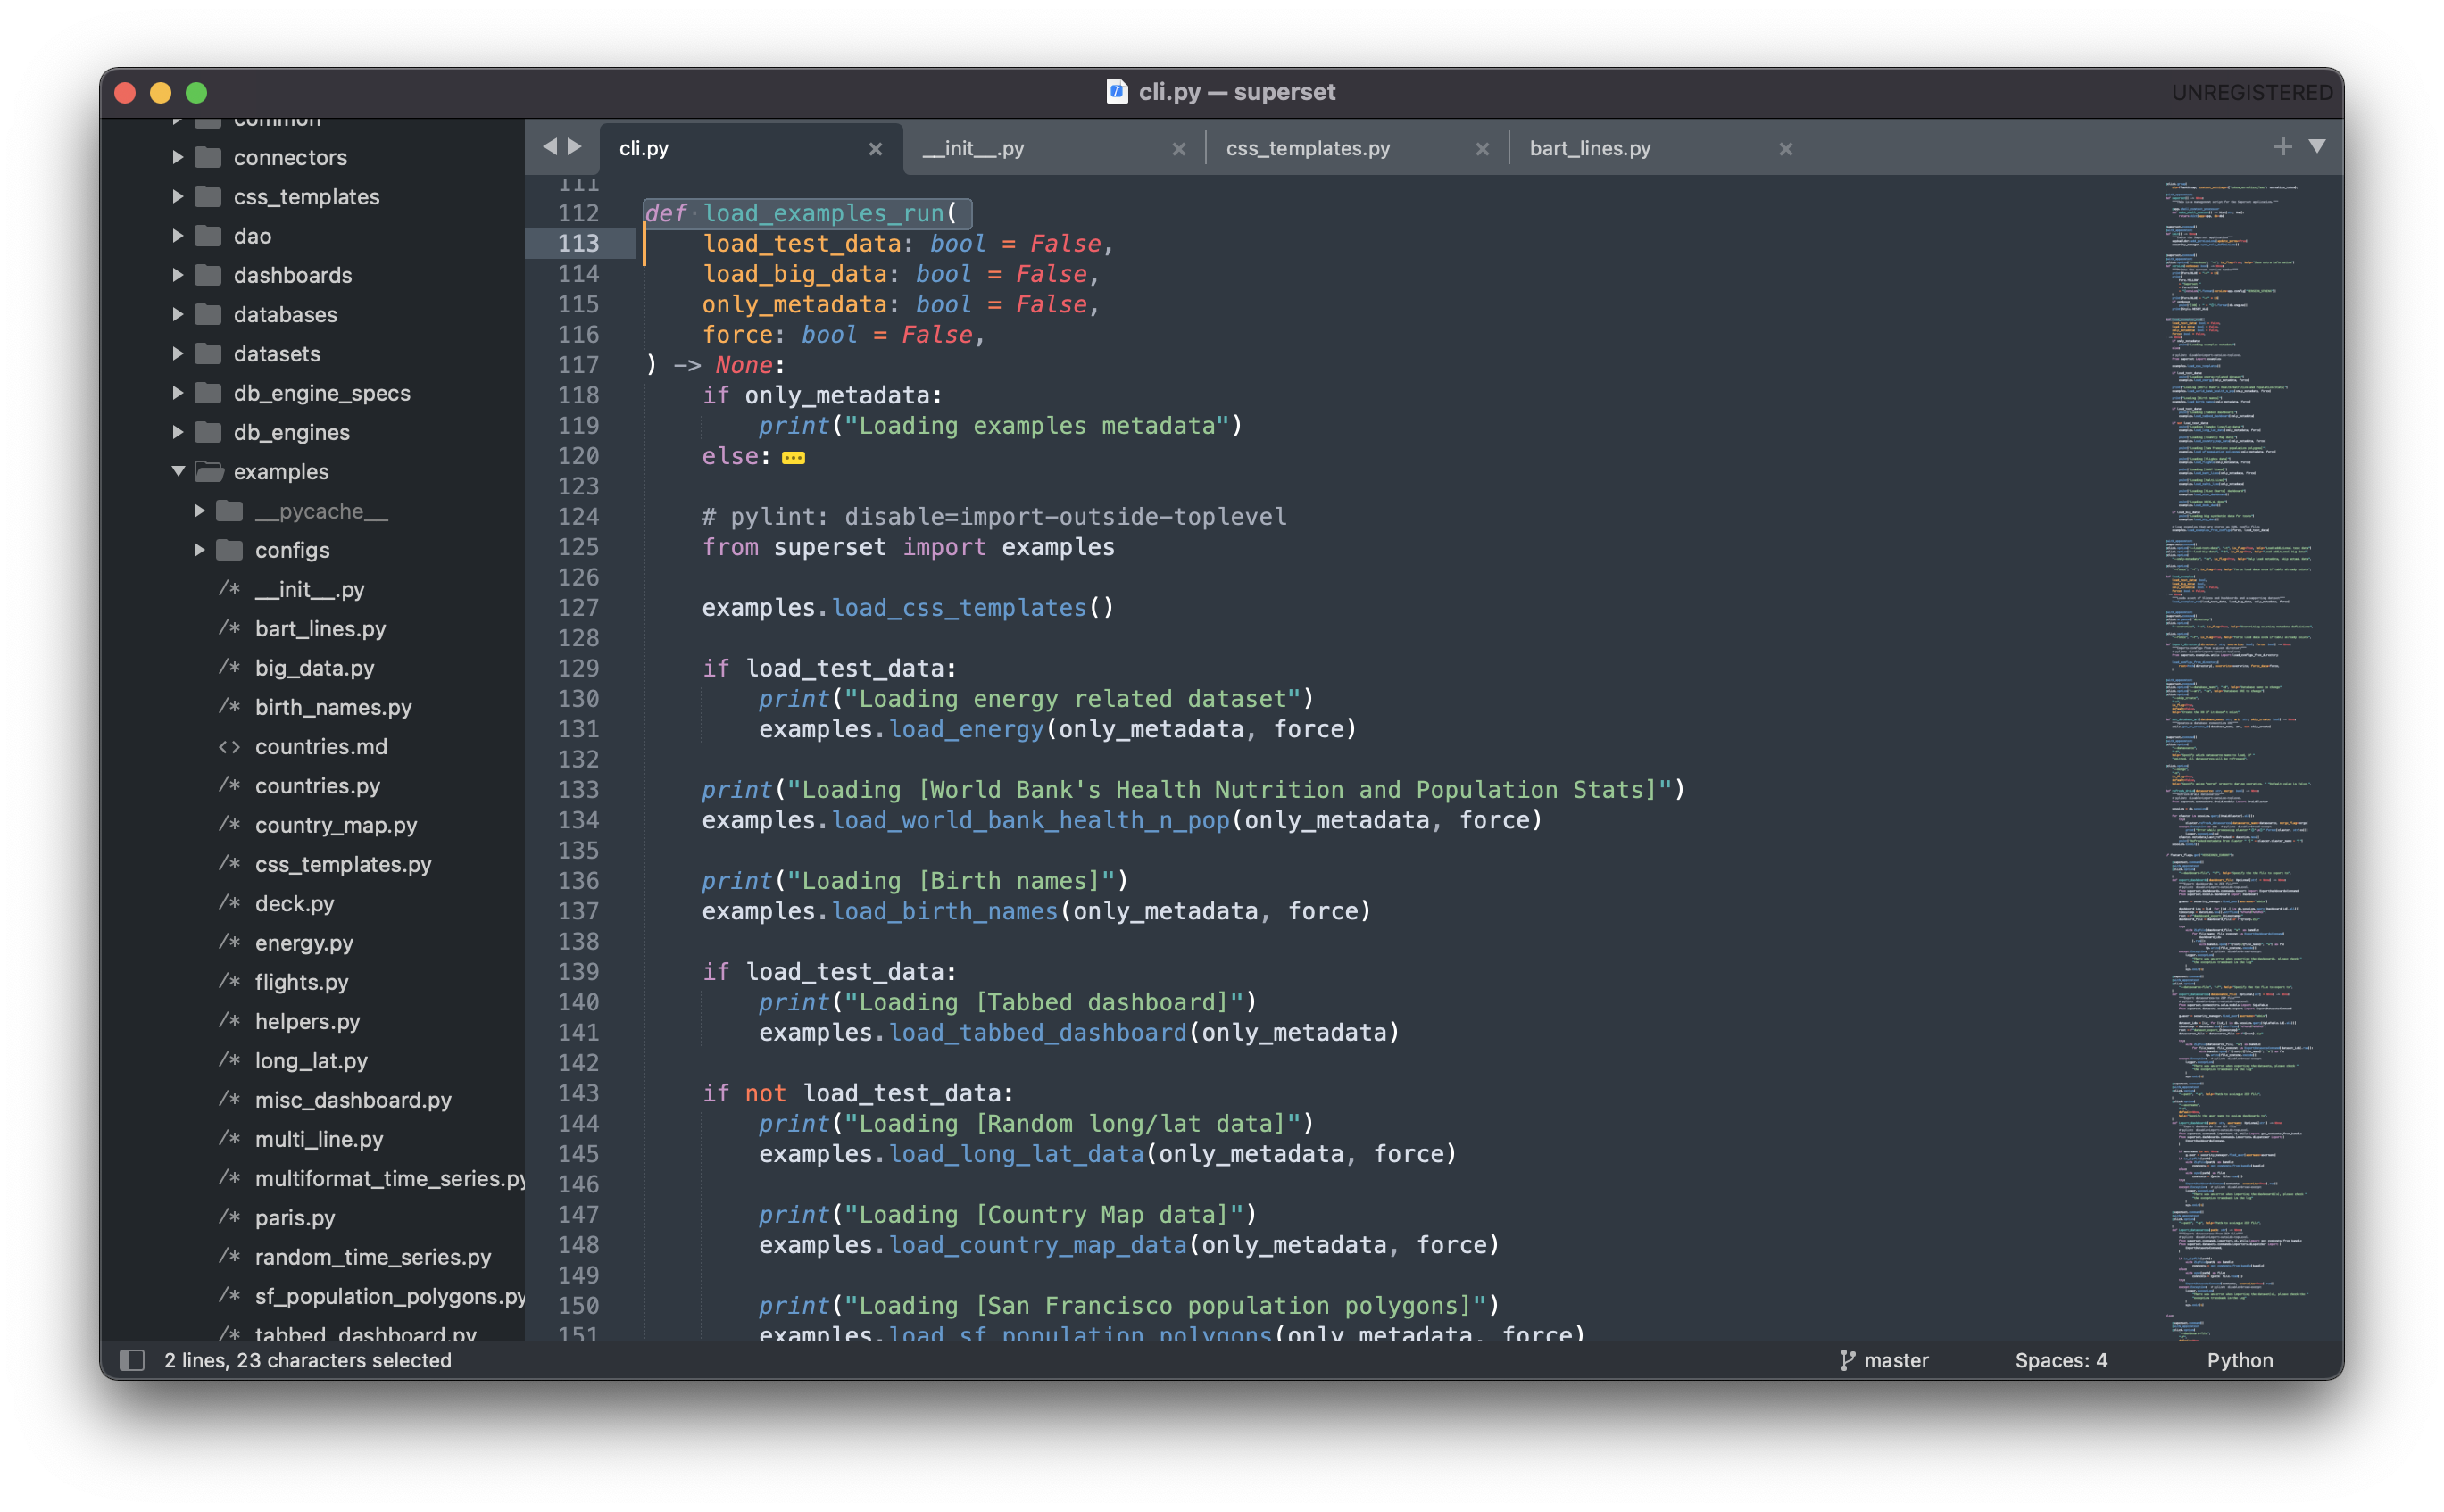 cli.py — superset
UNREGISTERED
common
connectors
css_templates
dao
dashboards
databases
datasets
db_engine_specs
db_engines
examples
__pycache__
configs
/* __init__.py
/* bart_lines.py
/* big_data.py
/* birth_names.py
<> countries.md
/* countries.py
/* country_map.py
/* css_templates.py
/* deck.py
/* energy.py
/* flights.py
/* helpers.py
/* long_lat.py
/* misc_dashboard.py
/* multi_line.py
/* multiformat_time_series.py
/* paris.py
/* random_time_series.py
/* sf_population_polygons.py
/* tabbed_dashboard.py
cli.py × __init__.py × css_templates.py × bart_lines.py ×
111
112 def load_examples_run(
113     load_test_data: bool = False,
114     load_big_data: bool = False,
115     only_metadata: bool = False,
116     force: bool = False,
117 ) -> None:
118     if only_metadata:
119         print("Loading examples metadata")
120     else:
123
124     # pylint: disable=import-outside-toplevel
125     from superset import examples
126
127     examples.load_css_templates()
128
129     if load_test_data:
130         print("Loading energy related dataset")
131         examples.load_energy(only_metadata, force)
132
133     print("Loading [World Bank's Health Nutrition and Population Stats]")
134     examples.load_world_bank_health_n_pop(only_metadata, force)
135
136     print("Loading [Birth names]")
137     examples.load_birth_names(only_metadata, force)
138
139     if load_test_data:
140         print("Loading [Tabbed dashboard]")
141         examples.load_tabbed_dashboard(only_metadata)
142
143     if not load_test_data:
144         print("Loading [Random long/lat data]")
145         examples.load_long_lat_data(only_metadata, force)
146
147         print("Loading [Country Map data]")
148         examples.load_country_map_data(only_metadata, force)
149
150         print("Loading [San Francisco population polygons]")
151         examples.load_sf_population_polygons(only_metadata, force)
2 lines, 23 characters selected
master
Spaces: 4
Python